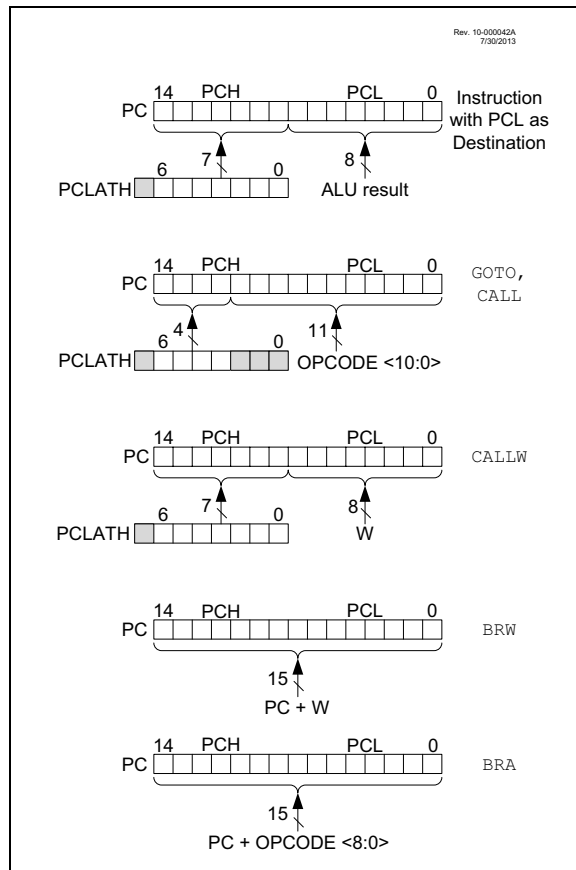 Rev. 10-000042A
7/30/2013
14 PCH PCL 0
PC
Instruction
with PCL as
Destination
7 8
6 0
PCLATH
ALU result
14 PCH PCL 0
PC
GOTO,
CALL
4 11
6 0
PCLATH
OPCODE <10:0>
14 PCH PCL 0
PC
CALLW
7 8
6 0
PCLATH
W
14 PCH PCL 0
PC
BRW
15
PC + W
14 PCH PCL 0
PC
BRA
15
PC + OPCODE <8:0>